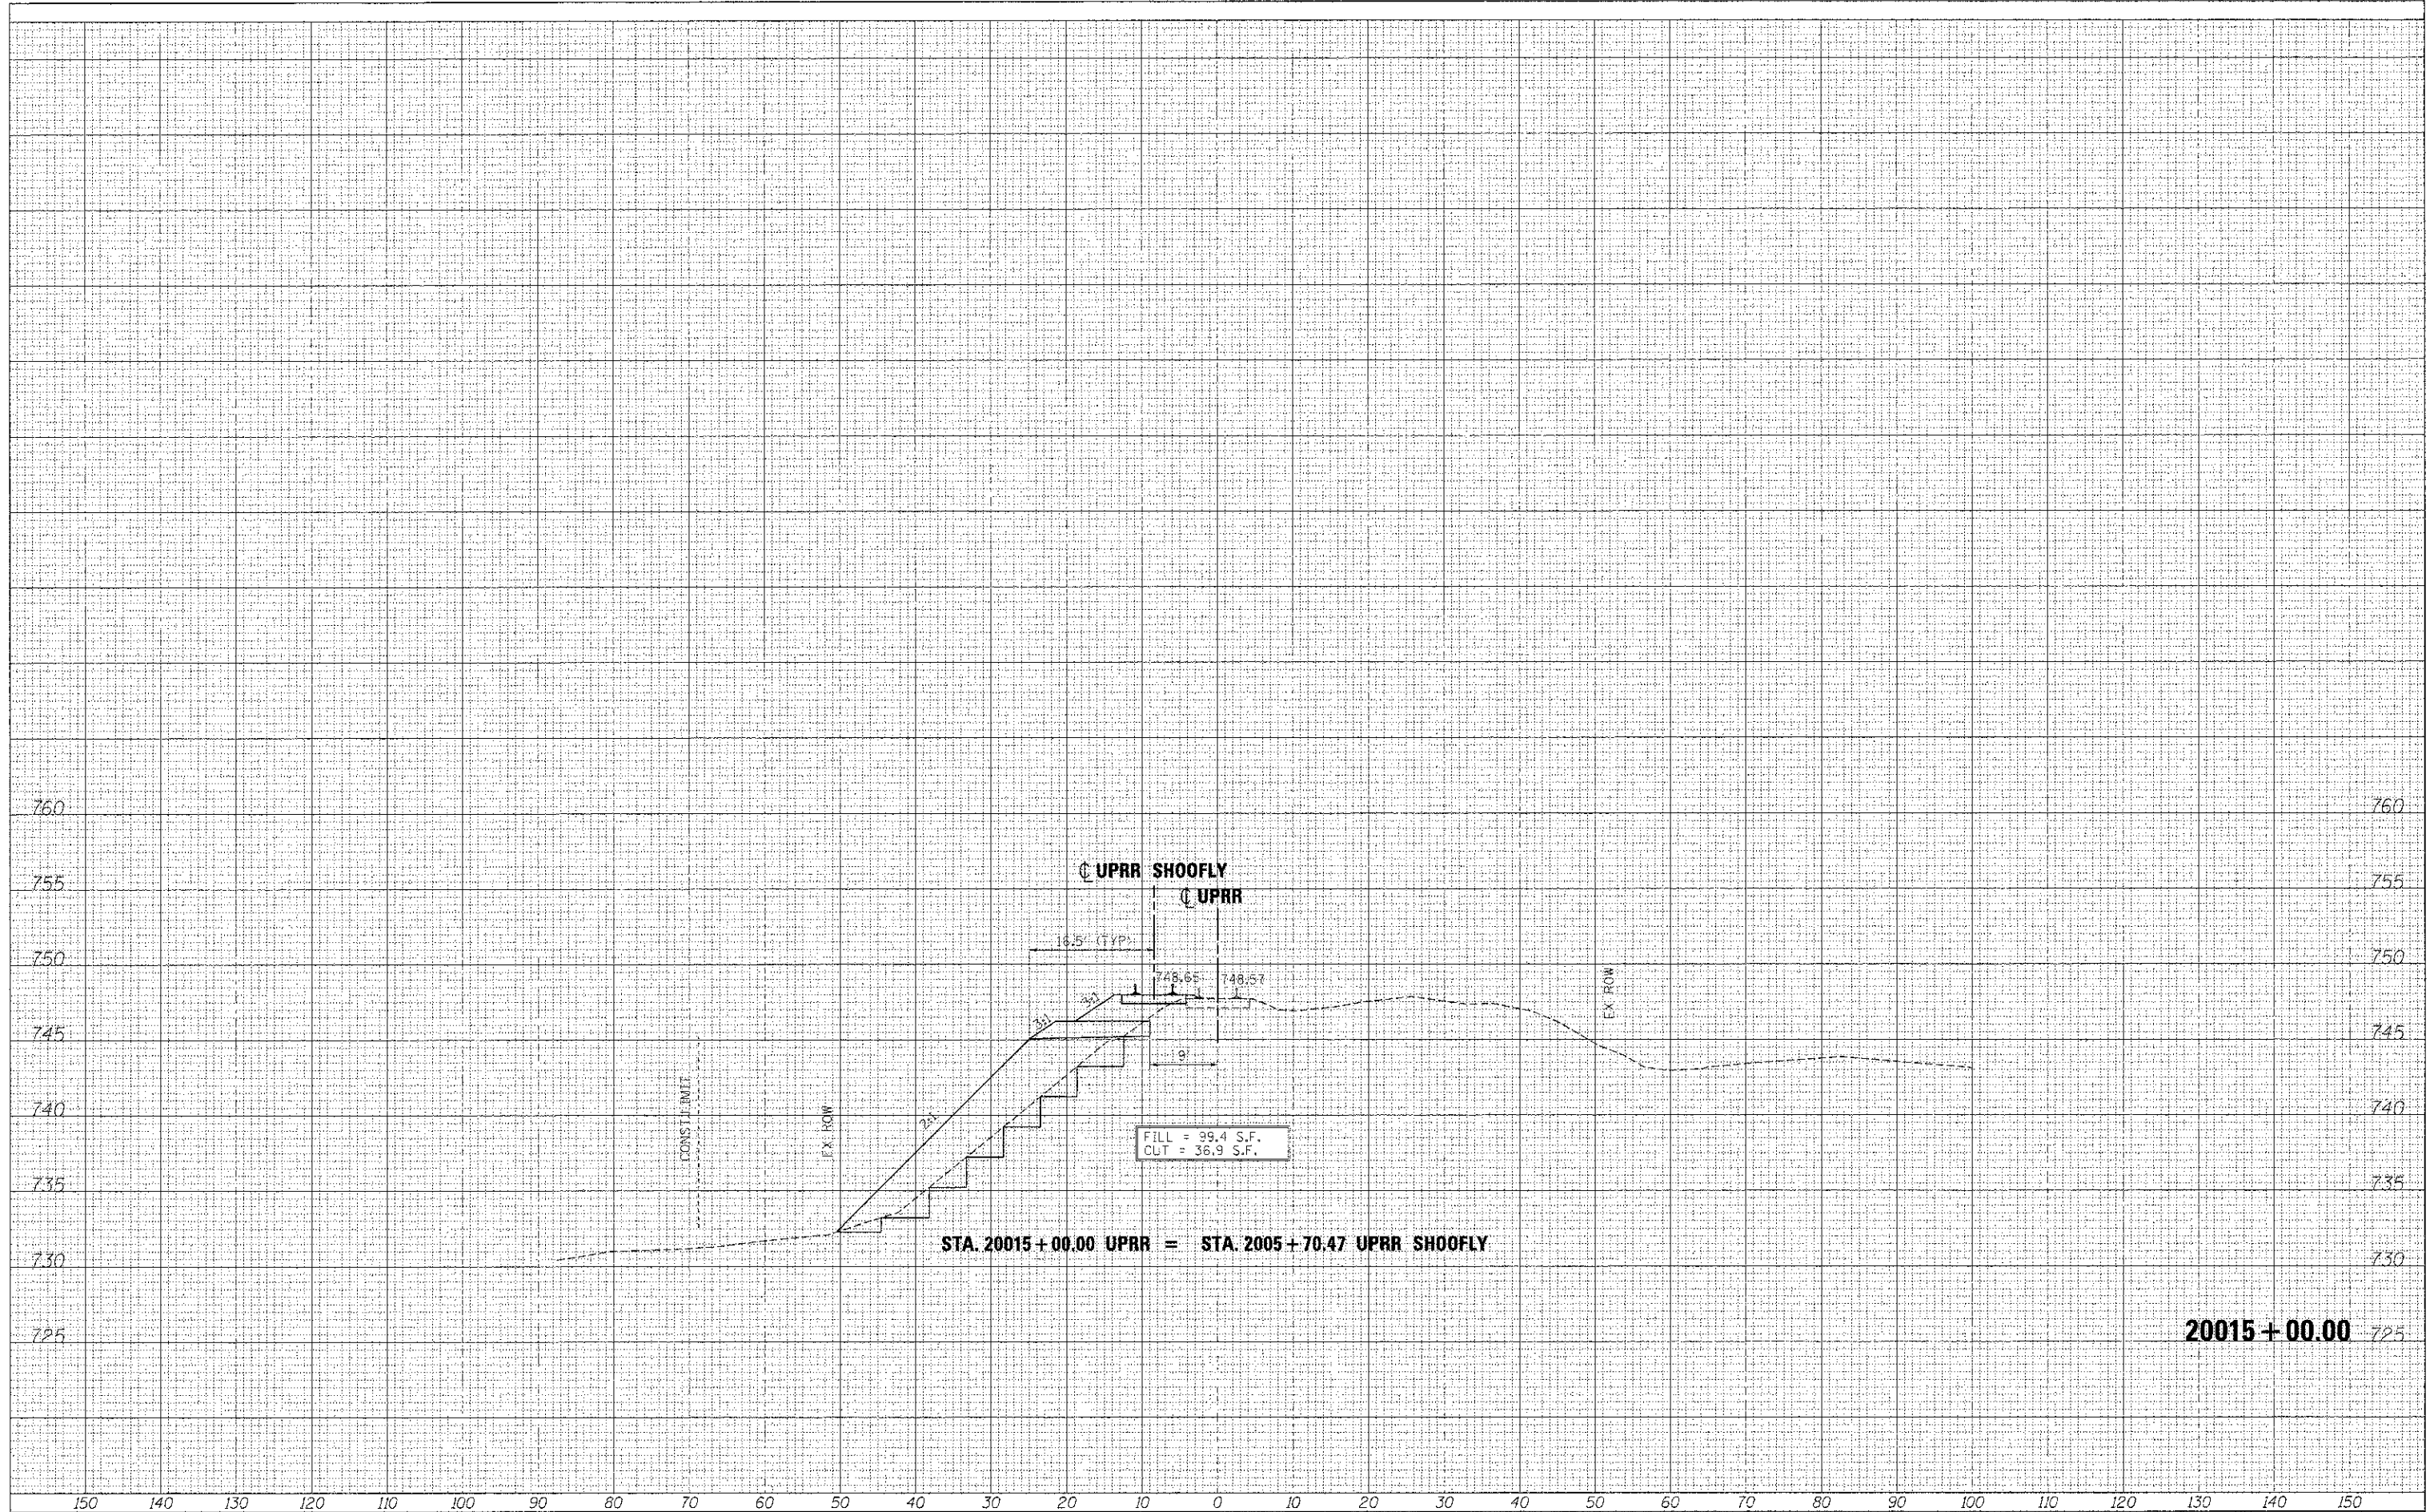 760 760
℄ UPRR SHOOFLY
755 755
℄ UPRR
16.5' (TYP)
750 750
748.65 748.57
EX ROW
3:1
3:1
745 745
9'
CONST LIMIT
EX ROW
2:1
740 740
FILL = 99.4 S.F.
CUT = 36.9 S.F.
735 735
STA. 20015+00.00 UPRR = STA. 2005+70.47 UPRR SHOOFLY
730 730
20015+00.00
725 725
150 140 130 120 110 100 90 80 70 60 50 40 30 20 10 0 10 20 30 40 50 60 70 80 90 100 110 120 130 140 150